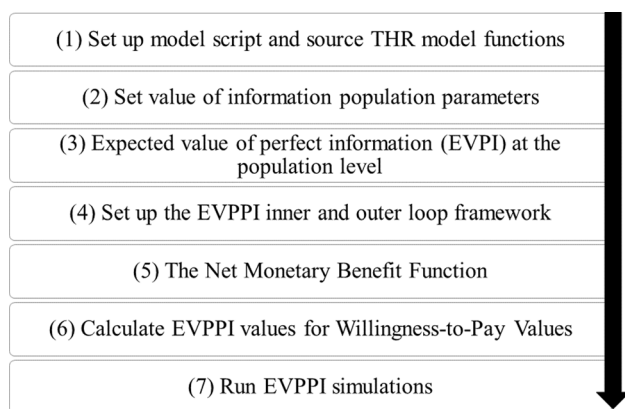 (1) Set up model script and source THR model functions
(2) Set value of information population parameters
(3) Expected value of perfect information (EVPI) at the
population level
(4) Set up the EVPPI inner and outer loop framework
(5) The Net Monetary Benefit Function
(6) Calculate EVPPI values for Willingness-to-Pay Values
(7) Run EVPPI simulations